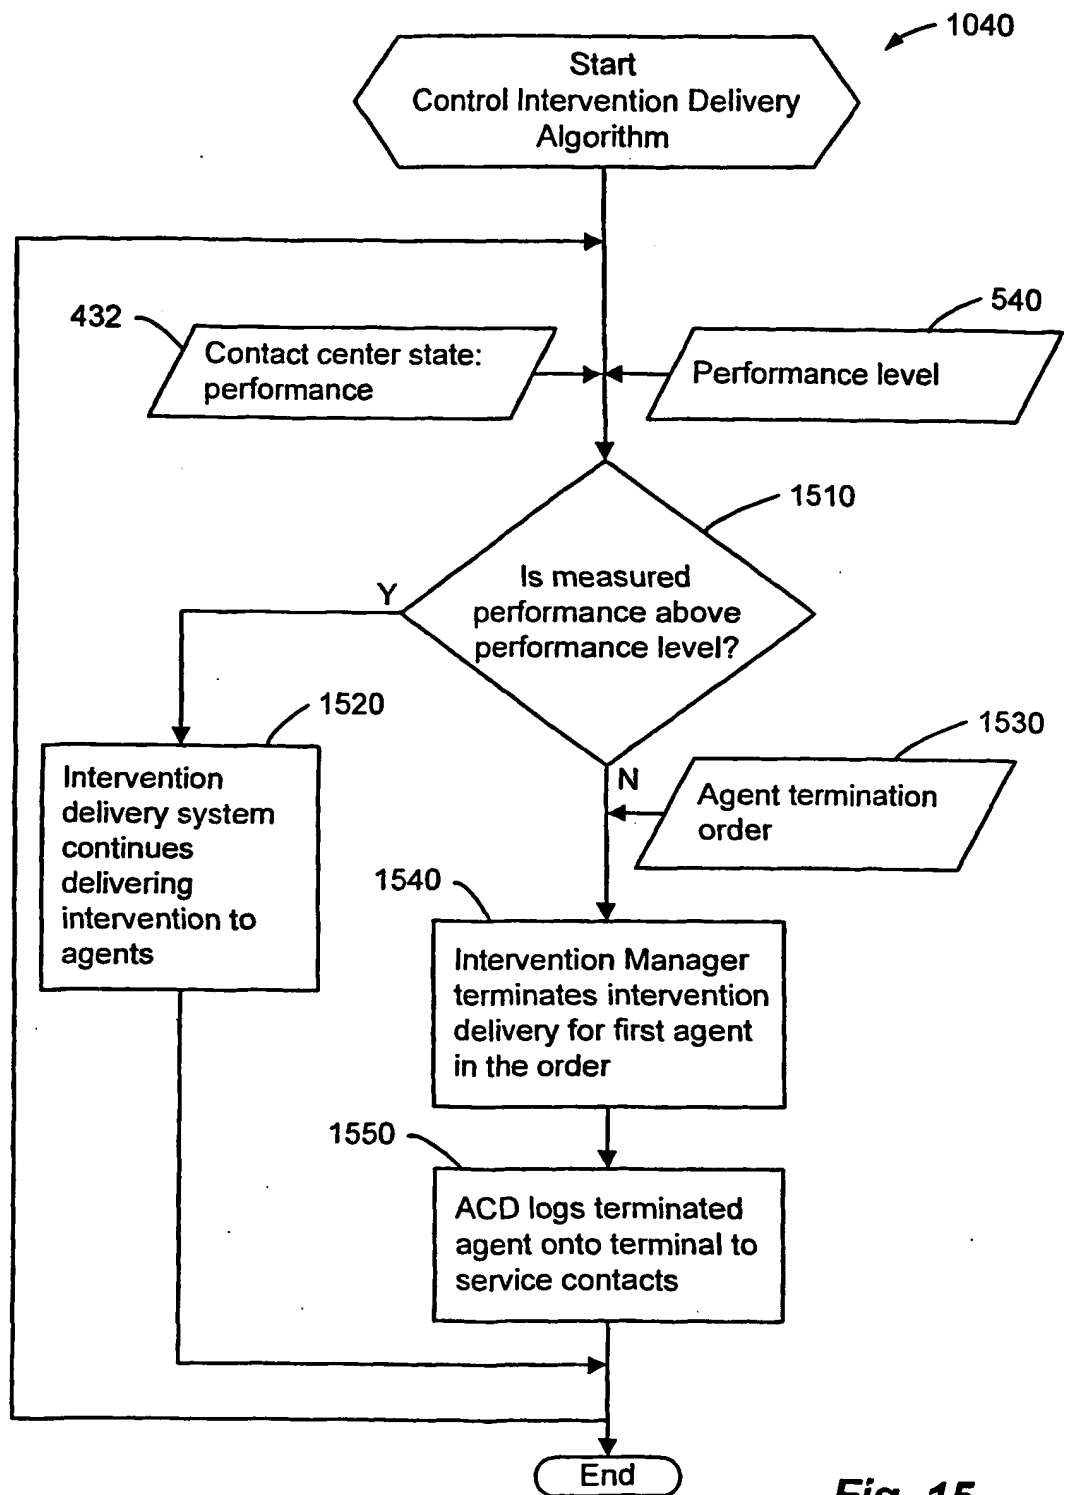 1040
Start
Control Intervention Delivery
Algorithm
432
Contact center state:
performance
540
Performance level
1510
Is measured
performance above
performance level?
Y
N
1520
Intervention
delivery system
continues
delivering
intervention to
agents
1530
Agent termination
order
1540
Intervention Manager
terminates intervention
delivery for first agent
in the order
1550
ACD logs terminated
agent onto terminal to
service contacts
End
Fig. 15